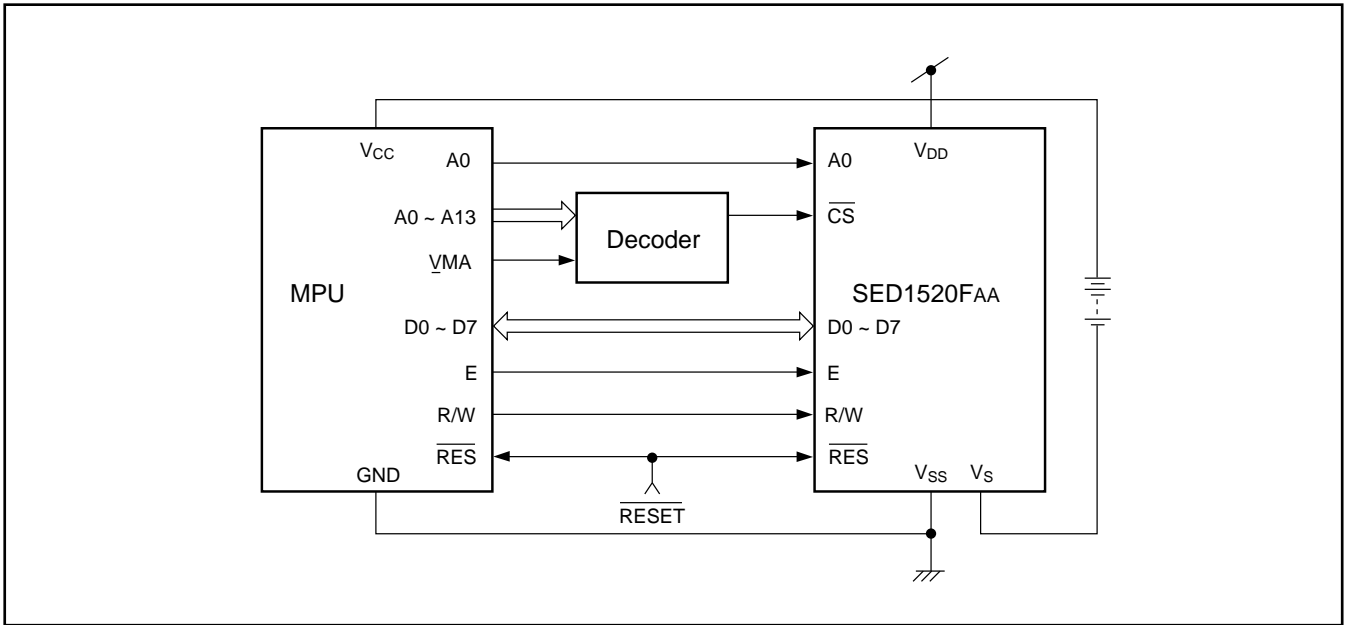 MPU
VCC
A0
A0 ~ A13
VMA
D0 ~ D7
E
R/W
RES
GND
Decoder
RESET
VDD
A0
CS
SED1520FAA
D0 ~ D7
E
R/W
RES
VSS
VS